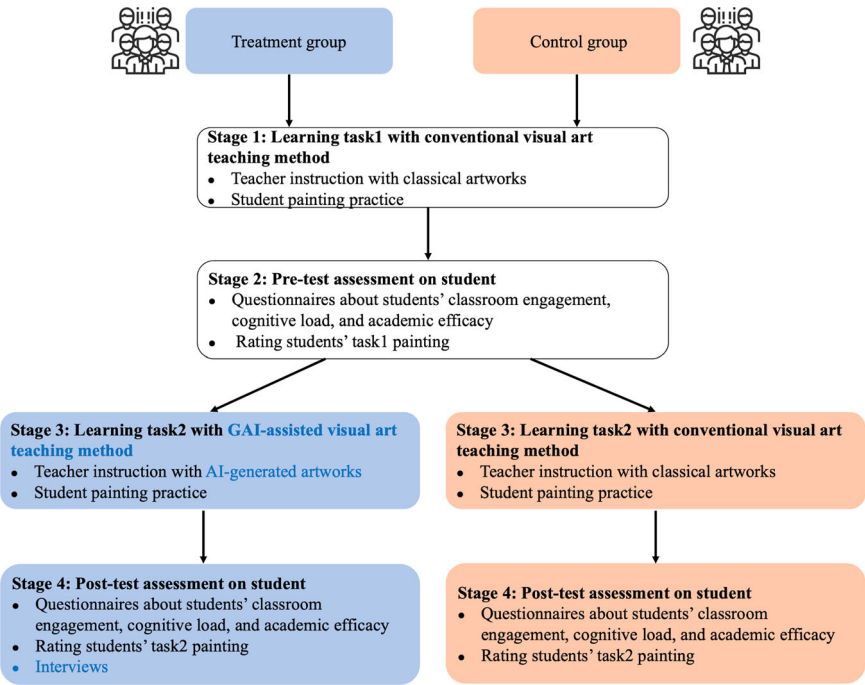 Treatment group
Control group
Stage 1: Learning task1 with conventional visual art
teaching method
• Teacher instruction with classical artworks
• Student painting practice
Stage 2: Pre-test assessment on student
• Questionnaires about students’ classroom engagement,
cognitive load, and academic efficacy
• Rating students’ task1 painting
Stage 3: Learning task2 with GAI-assisted visual art
teaching method
• Teacher instruction with AI-generated artworks
• Student painting practice
Stage 3: Learning task2 with conventional visual art
teaching method
• Teacher instruction with classical artworks
• Student painting practice
Stage 4: Post-test assessment on student
• Questionnaires about students’ classroom
engagement, cognitive load, and academic efficacy
• Rating students’ task2 painting
• Interviews
Stage 4: Post-test assessment on student
• Questionnaires about students’ classroom
engagement, cognitive load, and academic efficacy
• Rating students’ task2 painting